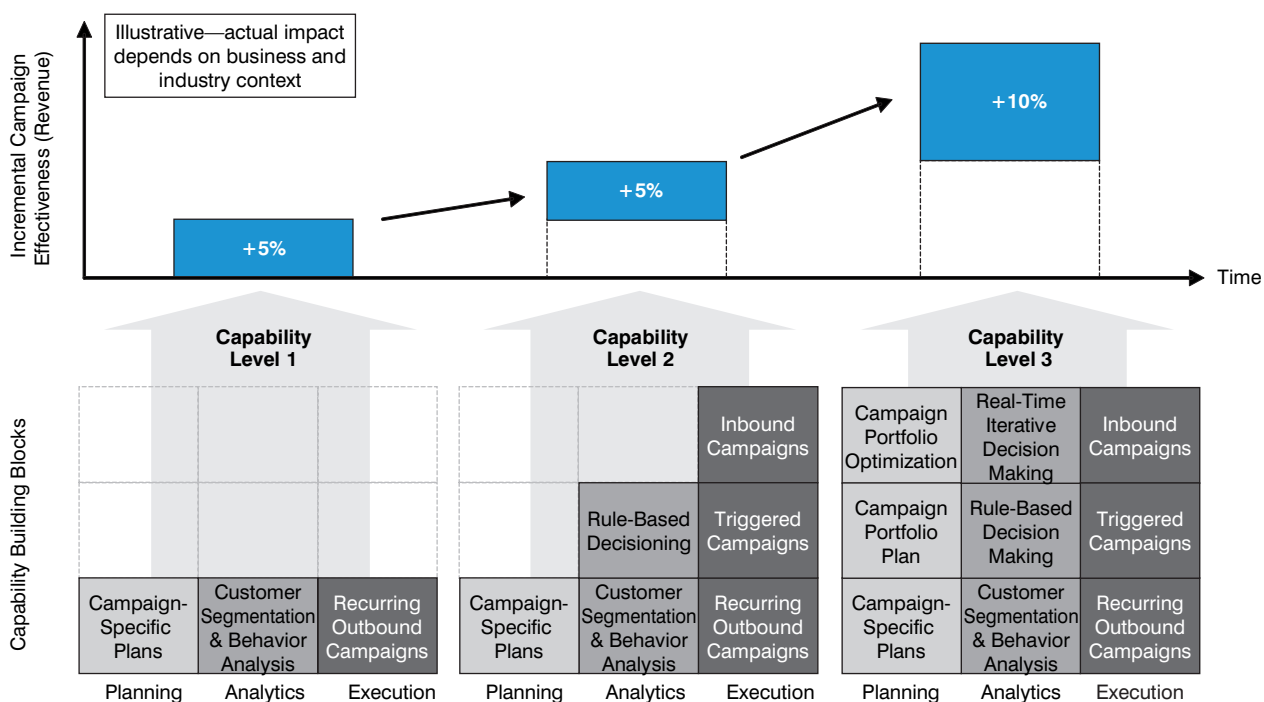 Incremental Campaign
Effectiveness (Revenue)
Illustrative—actual impact
depends on business and
industry context
+5%
+5%
+10%
Time
Capability
Level 1
Capability
Level 2
Capability
Level 3
Capability Building Blocks
Campaign-
Specific
Plans
Customer
Segmentation
& Behavior
Analysis
Recurring
Outbound
Campaigns
Planning
Analytics
Execution
Inbound
Campaigns
Rule-Based
Decisioning
Triggered
Campaigns
Campaign-
Specific
Plans
Customer
Segmentation
& Behavior
Analysis
Recurring
Outbound
Campaigns
Planning
Analytics
Execution
Campaign
Portfolio
Optimization
Real-Time
Iterative
Decision
Making
Inbound
Campaigns
Campaign
Portfolio
Plan
Rule-Based
Decision
Making
Triggered
Campaigns
Campaign-
Specific
Plans
Customer
Segmentation
& Behavior
Analysis
Recurring
Outbound
Campaigns
Planning
Analytics
Execution